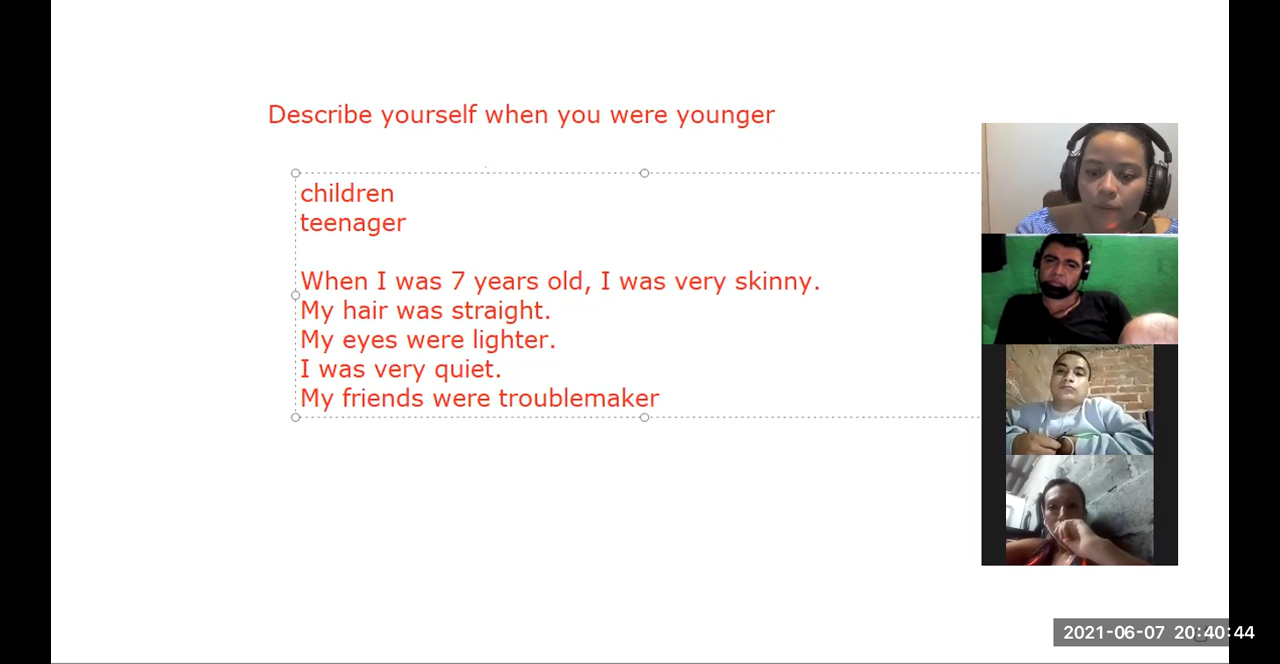 Describe yourself when you were younger
children
teenager
When I was 7 years old, I was very skinny.
My hair was straight.
My eyes were lighter.
I was very quiet.
My friends were troublemaker
2021-06-07 20:40:44